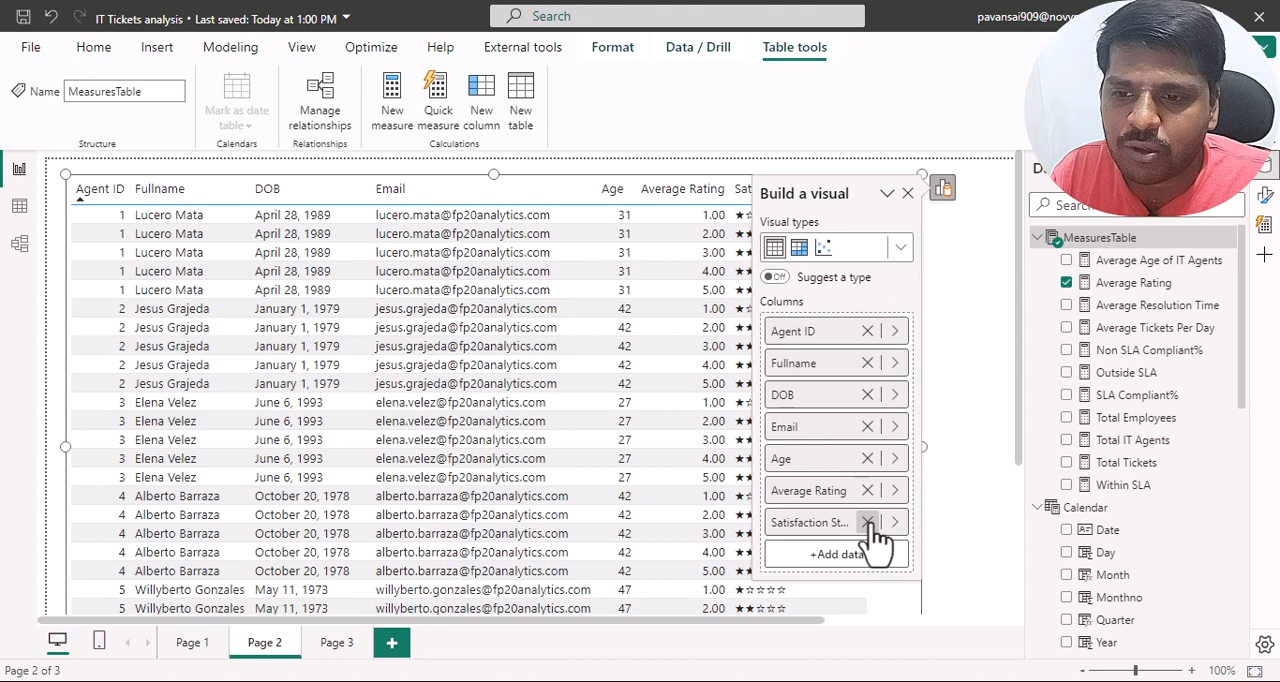 IT Tickets analysis • Last saved: Today at 1:00 PM
Search
pavansai909@novyp
File Home Insert Modeling View Optimize Help External tools Format Data / Drill Table tools
Name MeasuresTable
Mark as date table
Manage relationships
New measure
Quick measure
New column
New table
Structure Calendars Relationships Calculations
Agent ID Fullname DOB Email Age Average Rating Sat
1 Lucero Mata April 28, 1989 lucero.mata@fp20analytics.com 31 1.00 ★☆
1 Lucero Mata April 28, 1989 lucero.mata@fp20analytics.com 31 2.00 ★★
1 Lucero Mata April 28, 1989 lucero.mata@fp20analytics.com 31 3.00 ★★
1 Lucero Mata April 28, 1989 lucero.mata@fp20analytics.com 31 4.00 ★★
1 Lucero Mata April 28, 1989 lucero.mata@fp20analytics.com 31 5.00 ★★
2 Jesus Grajeda January 1, 1979 jesus.grajeda@fp20analytics.com 42 1.00 ★☆
2 Jesus Grajeda January 1, 1979 jesus.grajeda@fp20analytics.com 42 2.00 ★★
2 Jesus Grajeda January 1, 1979 jesus.grajeda@fp20analytics.com 42 3.00 ★★
2 Jesus Grajeda January 1, 1979 jesus.grajeda@fp20analytics.com 42 4.00 ★★
2 Jesus Grajeda January 1, 1979 jesus.grajeda@fp20analytics.com 42 5.00 ★★
3 Elena Velez June 6, 1993 elena.velez@fp20analytics.com 27 1.00 ★☆
3 Elena Velez June 6, 1993 elena.velez@fp20analytics.com 27 2.00 ★★
3 Elena Velez June 6, 1993 elena.velez@fp20analytics.com 27 3.00 ★★
3 Elena Velez June 6, 1993 elena.velez@fp20analytics.com 27 4.00 ★★
3 Elena Velez June 6, 1993 elena.velez@fp20analytics.com 27 5.00 ★★
4 Alberto Barraza October 20, 1978 alberto.barraza@fp20analytics.com 42 1.00 ★☆
4 Alberto Barraza October 20, 1978 alberto.barraza@fp20analytics.com 42 2.00 ★★
4 Alberto Barraza October 20, 1978 alberto.barraza@fp20analytics.com 42 3.00 ★★
4 Alberto Barraza October 20, 1978 alberto.barraza@fp20analytics.com 42 4.00 ★★
4 Alberto Barraza October 20, 1978 alberto.barraza@fp20analytics.com 42 5.00 ★★
5 Willyberto Gonzales May 11, 1973 willyberto.gonzales@fp20analytics.com 47 1.00 ★☆☆☆☆
5 Willyberto Gonzales May 11, 1973 willyberto.gonzales@fp20analytics.com 47 2.00 ★★☆☆☆
Build a visual
Visual types
Off Suggest a type
Columns
Agent ID
Fullname
DOB
Email
Age
Average Rating
Satisfaction St...
+Add data
D
Search
MeasuresTable
Average Age of IT Agents
Average Rating
Average Resolution Time
Average Tickets Per Day
Non SLA Compliant%
Outside SLA
SLA Compliant%
Total Employees
Total IT Agents
Total Tickets
Within SLA
Calendar
Date
Day
Month
Monthno
Quarter
Year
Page 1 Page 2 Page 3 +
Page 2 of 3
- + 100%